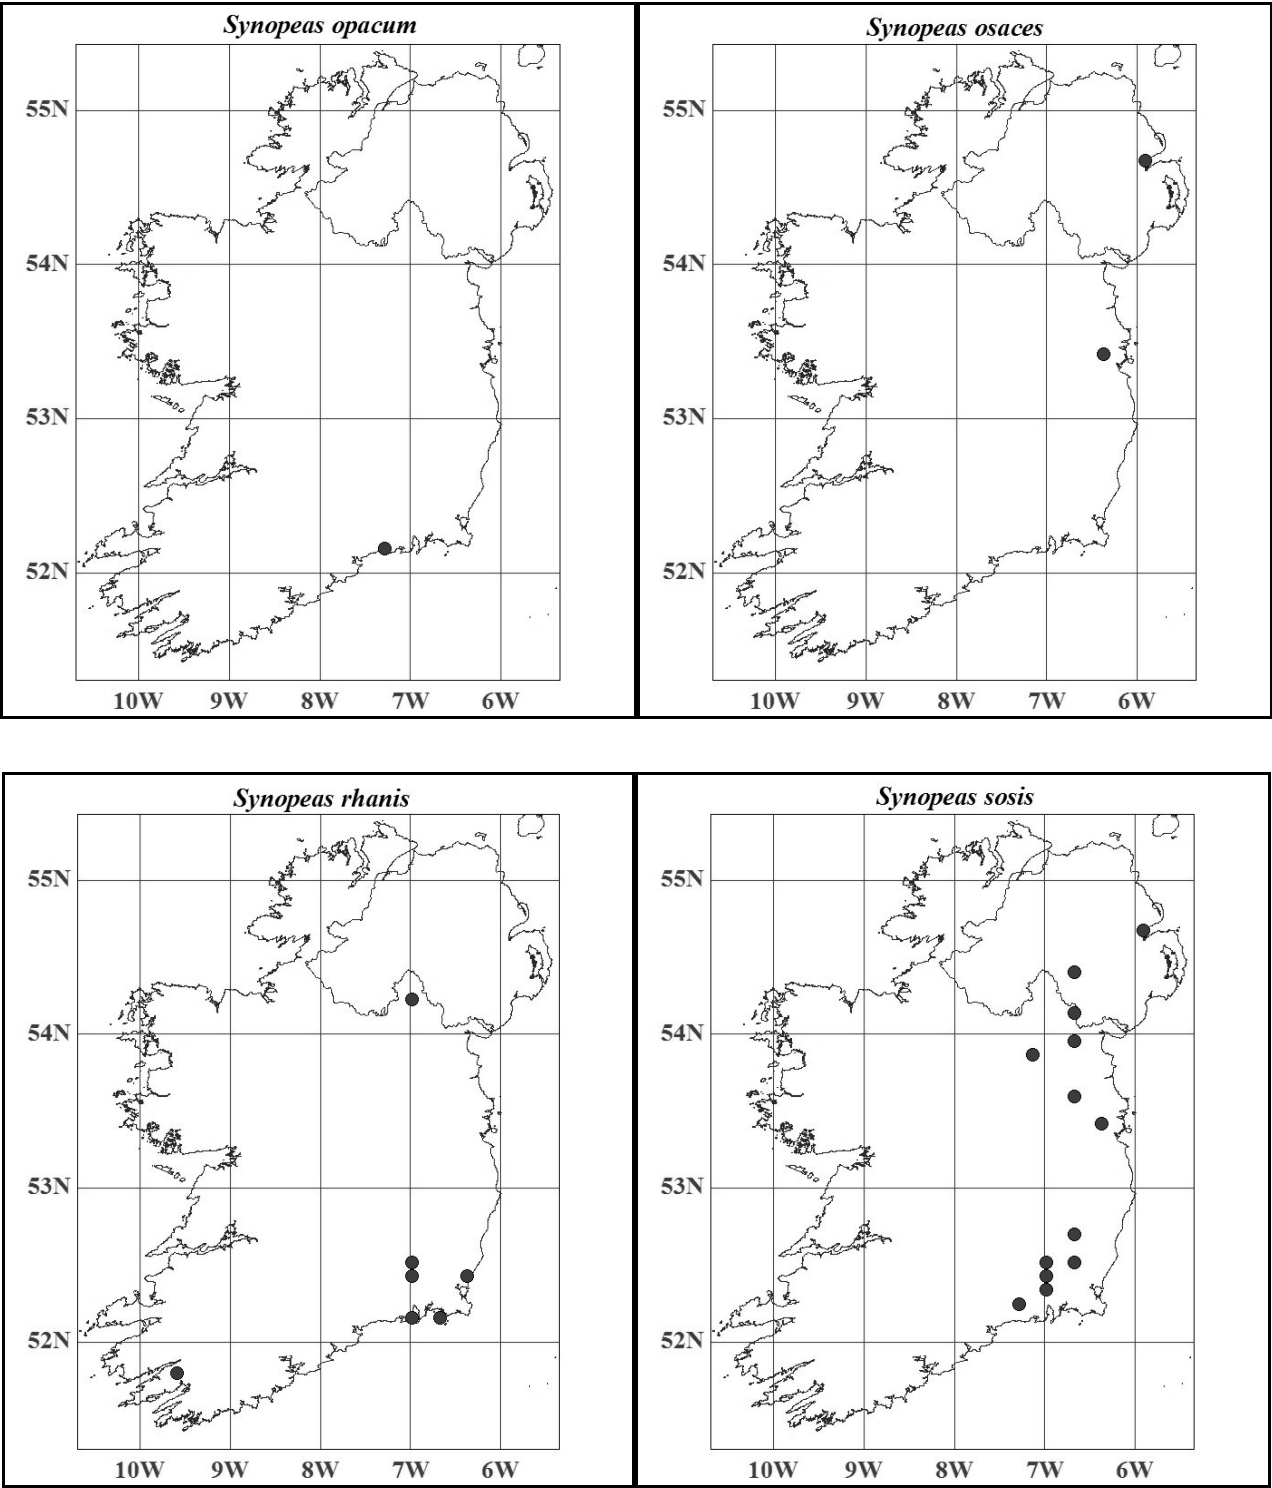 Synopeas opacum
55N
54N
53N
52N
10W 9W 8W 7W 6W
Synopeas osaces
55N
54N
53N
52N
10W 9W 8W 7W 6W
Synopeas rhanis
55N
54N
53N
52N
10W 9W 8W 7W 6W
Synopeas sosis
55N
54N
53N
52N
10W 9W 8W 7W 6W